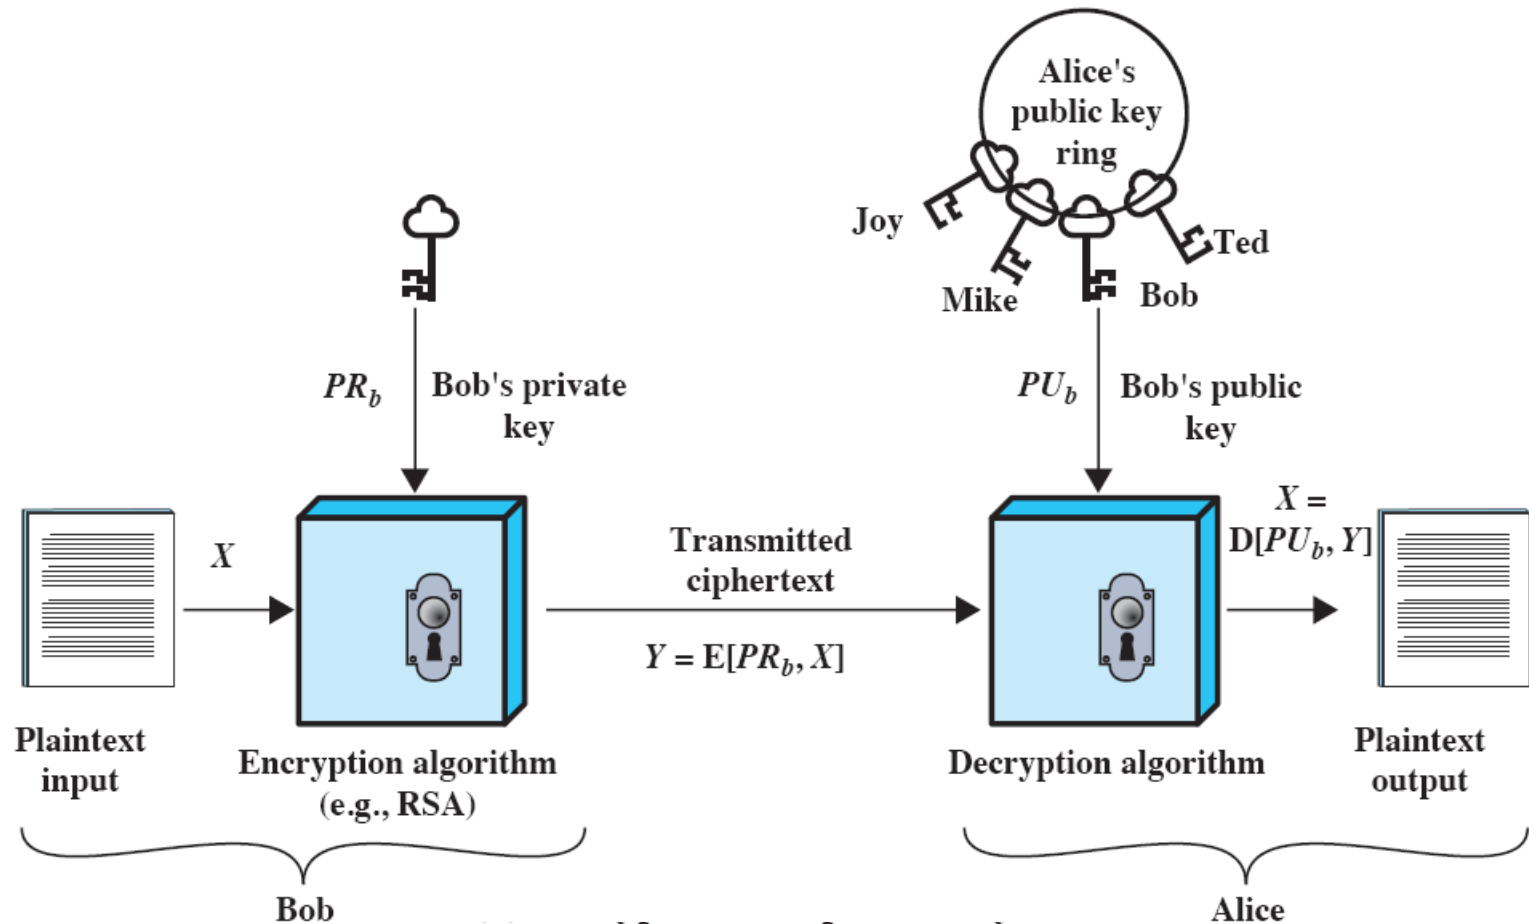 Alice's
public key
ring
Joy
Ted
Mike
Bob
PR_b
Bob's private
key
PU_b
Bob's public
key
X
Transmitted
ciphertext
Y = E[PR_b, X]
X =
D[PU_b, Y]
Plaintext
input
Encryption algorithm
(e.g., RSA)
Decryption algorithm
Plaintext
output
Bob
Alice